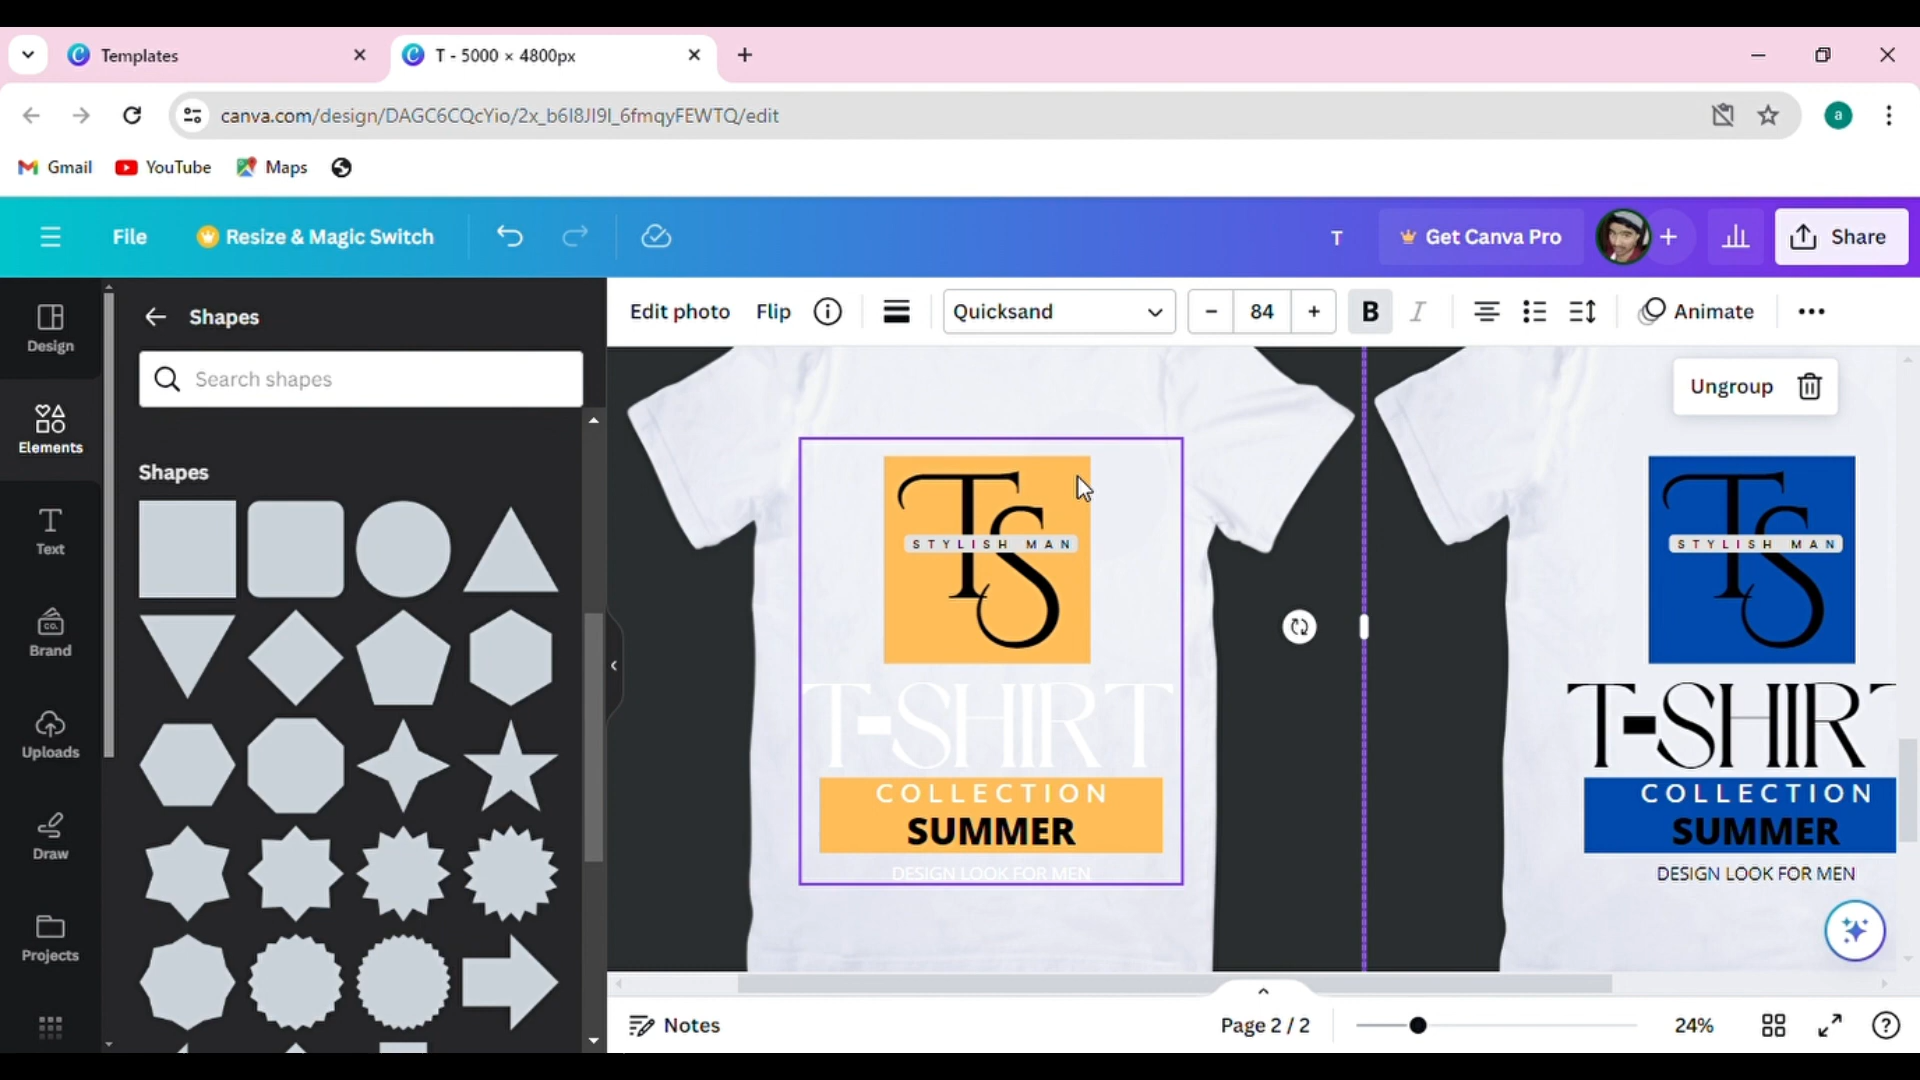 Templates
T - 5000 × 4800px
canva.com/design/DAGC6CQcYio/2x_b6I8JI9I_6fmqyFEWTQ/edit
a
Gmail
YouTube
Maps
File
Resize & Magic Switch
T
Get Canva Pro
Share
Design
Elements
Text
Brand
Uploads
Draw
Projects
CO.
Shapes
Search shapes
Shapes
Edit photo
Flip
Quicksand
84
B
I
Animate
Ungroup
TS
STYLISH MAN
T-SHIRT
COLLECTION
SUMMER
DESIGN LOOK FOR MEN
TS
STYLISH MAN
T-SHIRT
COLLECTION
SUMMER
DESIGN LOOK FOR MEN
Notes
Page 2 / 2
24%